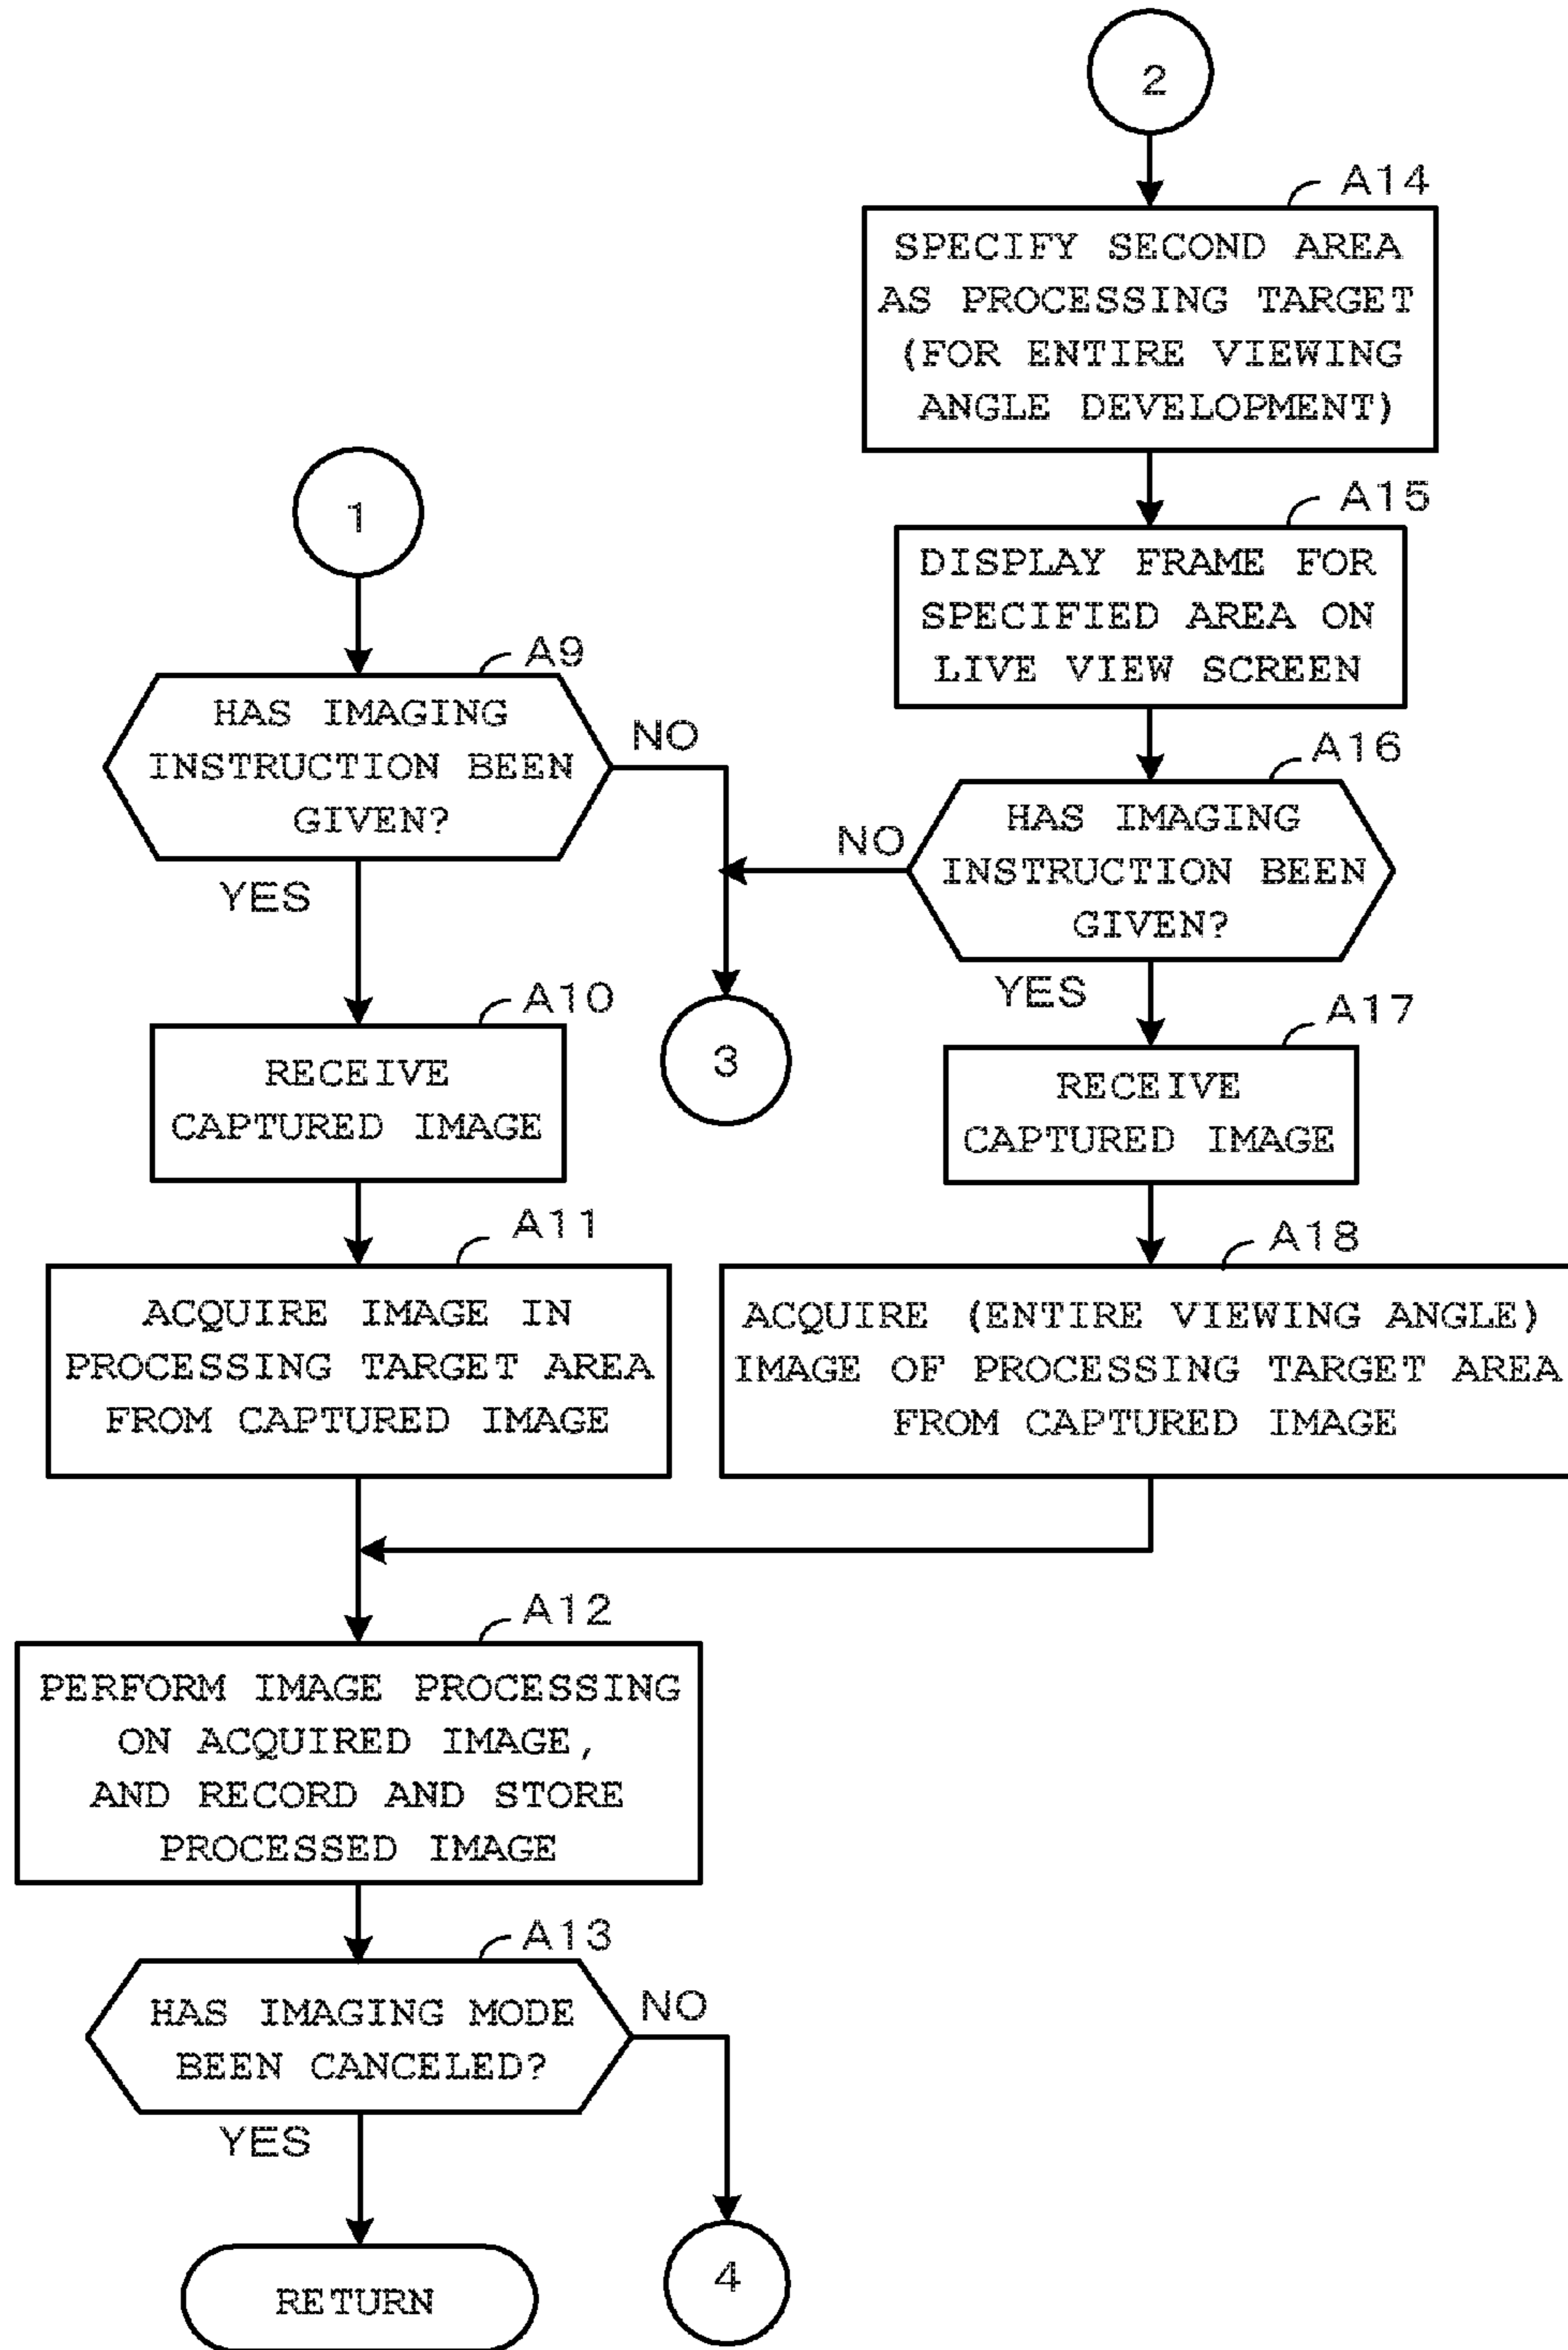 2
A14
SPECIFY SECOND AREA
AS PROCESSING TARGET
(FOR ENTIRE VIEWING
ANGLE DEVELOPMENT)
A15
DISPLAY FRAME FOR
SPECIFIED AREA ON
LIVE VIEW SCREEN
1
A9
HAS IMAGING
INSTRUCTION BEEN
GIVEN?
NO
YES
A16
HAS IMAGING
INSTRUCTION BEEN
GIVEN?
NO
YES
3
A10
RECEIVE
CAPTURED IMAGE
A17
RECEIVE
CAPTURED IMAGE
A11
ACQUIRE IMAGE IN
PROCESSING TARGET AREA
FROM CAPTURED IMAGE
A18
ACQUIRE (ENTIRE VIEWING ANGLE)
IMAGE OF PROCESSING TARGET AREA
FROM CAPTURED IMAGE
A12
PERFORM IMAGE PROCESSING
ON ACQUIRED IMAGE,
AND RECORD AND STORE
PROCESSED IMAGE
A13
HAS IMAGING MODE
BEEN CANCELED?
NO
YES
RETURN
4